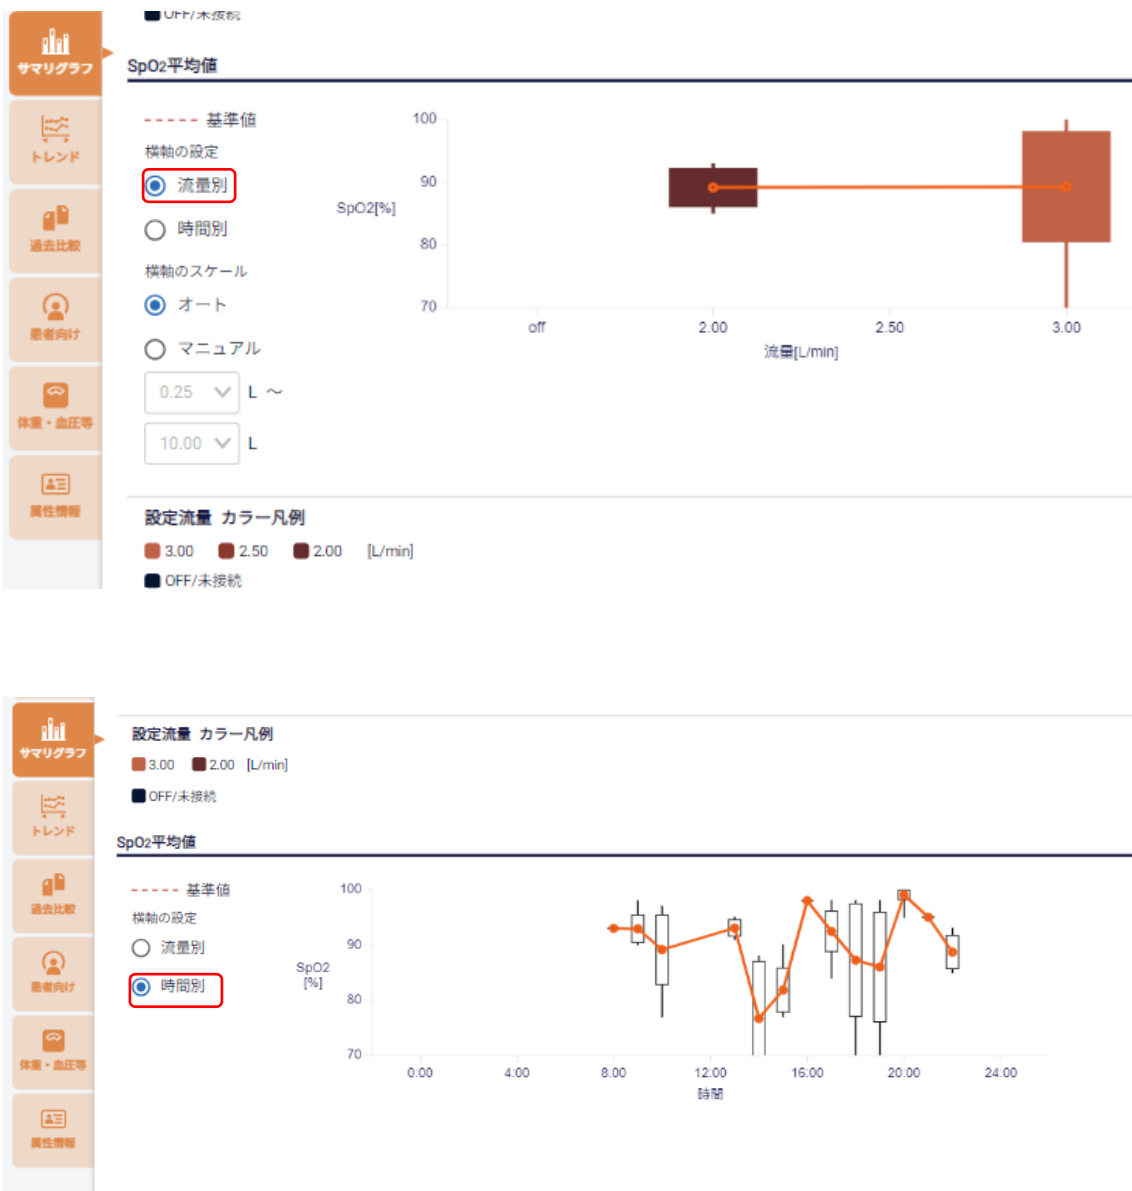 OFF/未接続
サマリグラフ
SpO2平均値
トレンド
過去比較
患者向け
体重・血圧等
属性情報
----- 基準値
横軸の設定
流量別
時間別
横軸のスケール
オート
マニュアル
0.25 L ～
10.00 L
100
90
SpO2[%]
80
70
off 2.00 2.50 3.00
流量[L/min]
設定流量 カラー凡例
3.00 2.50 2.00 [L/min]
OFF/未接続
サマリグラフ
トレンド
過去比較
患者向け
体重・血圧等
属性情報
設定流量 カラー凡例
3.00 2.00 [L/min]
OFF/未接続
SpO2平均値
----- 基準値
横軸の設定
流量別
時間別
100
90
SpO2
[%]
80
70
0:00 4:00 8:00 12:00 16:00 20:00 24:00
時間